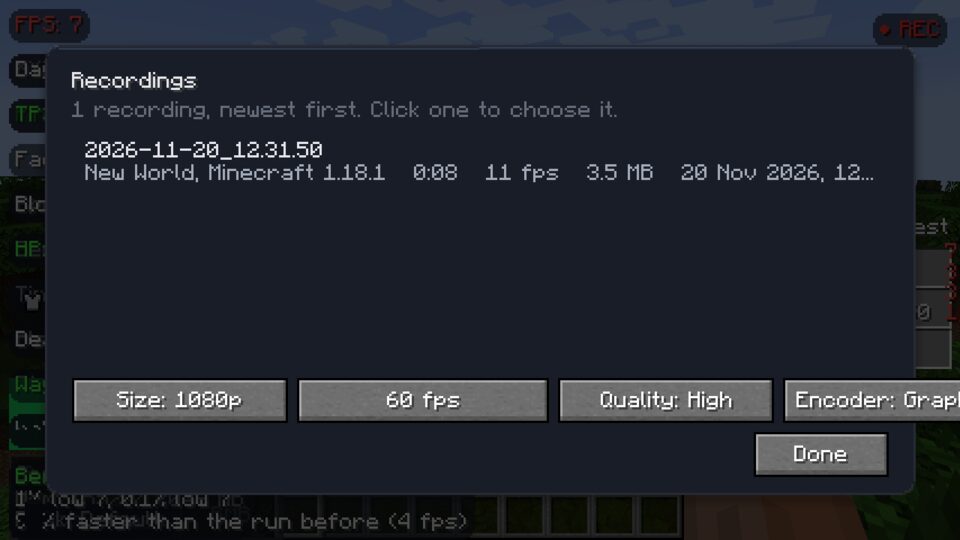 FPS: 7
REC
Recordings
1 recording, newest first. Click one to choose it.
2026-11-20_12.31.50
New World, Minecraft 1.18.1 0:08 11 fps 3.5 MB 20 Nov 2026, 12...
Size: 1080p
60 fps
Quality: High
Encoder: Grap
Done
faster than the run before (4 fps)